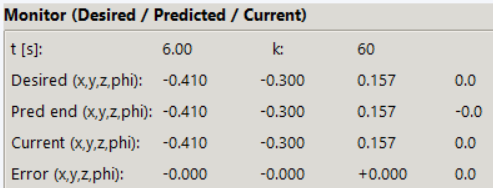 Monitor (Desired / Predicted / Current)
t [s]: 6.00 k: 60
Desired (x,y,z,phi): -0.410 -0.300 0.157 0.0
Pred end (x,y,z,phi): -0.410 -0.300 0.157 -0.0
Current (x,y,z,phi): -0.410 -0.300 0.157 0.0
Error (x,y,z,phi): -0.000 -0.000 +0.000 0.0